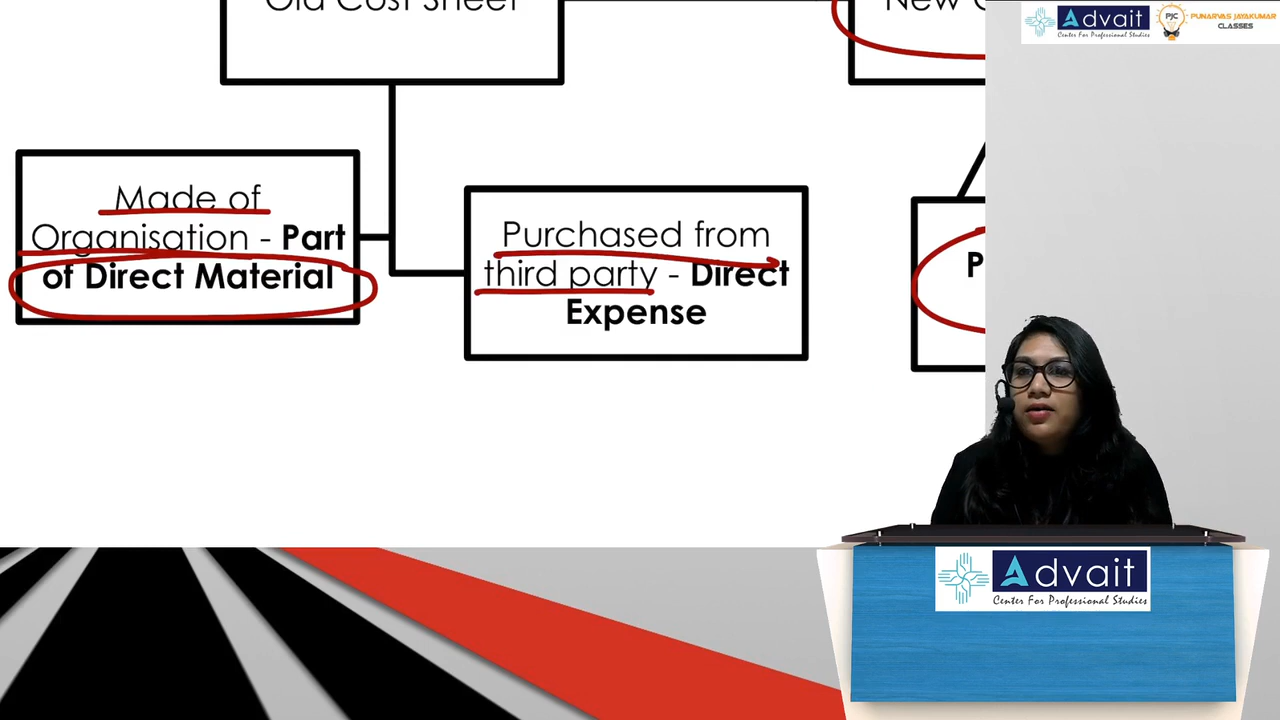 Old Cost Sheet
New
Made of
Organisation - Part
of Direct Material
Purchased from
third party - Direct
Expense
P
Advait
Center For Professional Studies
PJC
PUNARVAS JAYAKUMAR
CLASSES
Advait
Center For Professional Studies